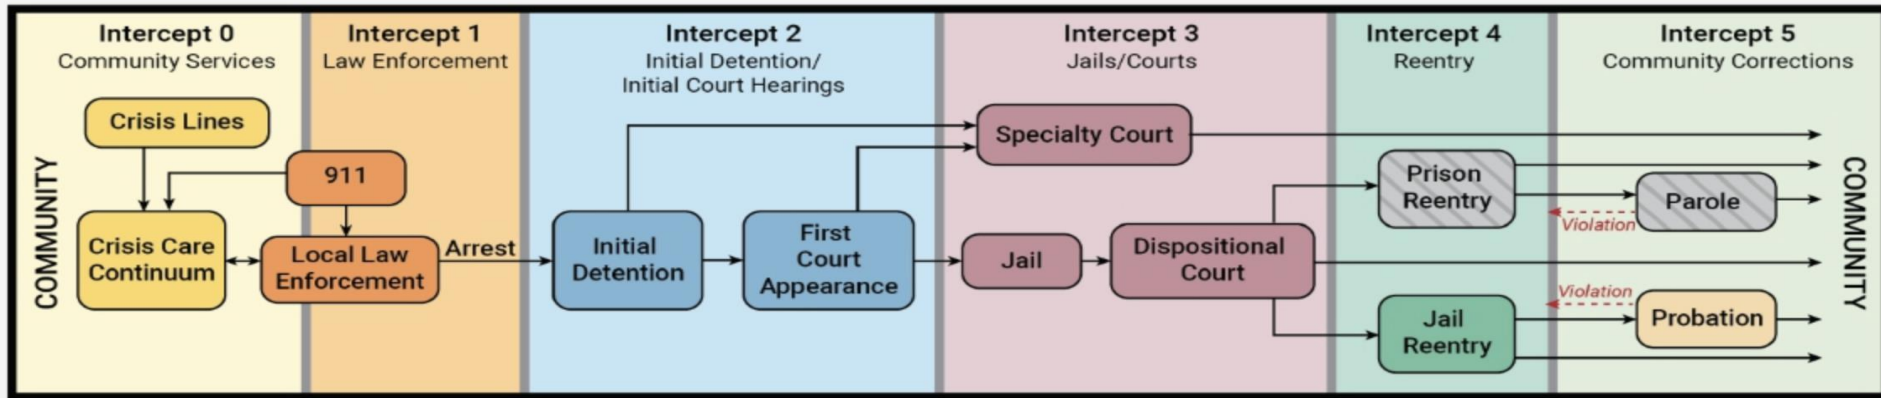 Intercept 0
Community Services
Intercept 1
Law Enforcement
Intercept 2
Initial Detention/
Initial Court Hearings
Intercept 3
Jails/Courts
Intercept 4
Reentry
Intercept 5
Community Corrections
COMMUNITY
Crisis Lines
911
Crisis Care
Continuum
Local Law
Enforcement
Arrest
Initial
Detention
First
Court
Appearance
Specialty Court
Jail
Dispositional
Court
Prison
Reentry
Parole
Violation
Jail
Reentry
Violation
Probation
COMMUNITY